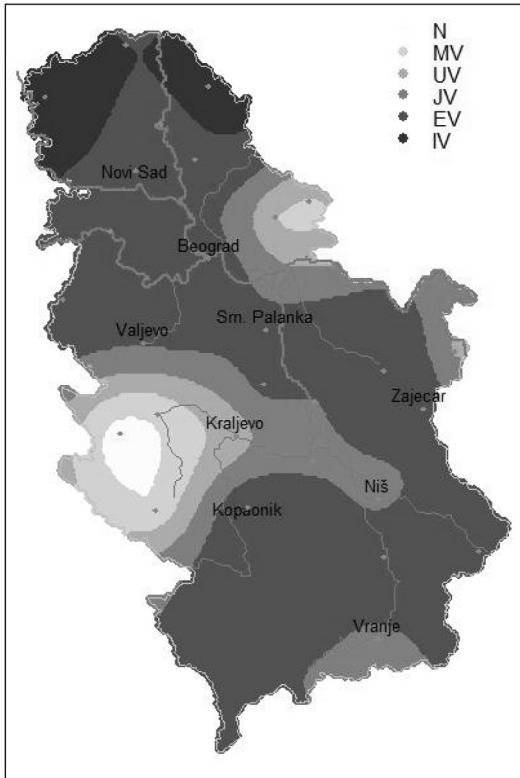 N
MV
UV
JV
EV
IV
Novi Sad
Beograd
Sm. Palanka
Valjevo
Zajecar
Kraljevo
Niš
Kopaonik
Vranje